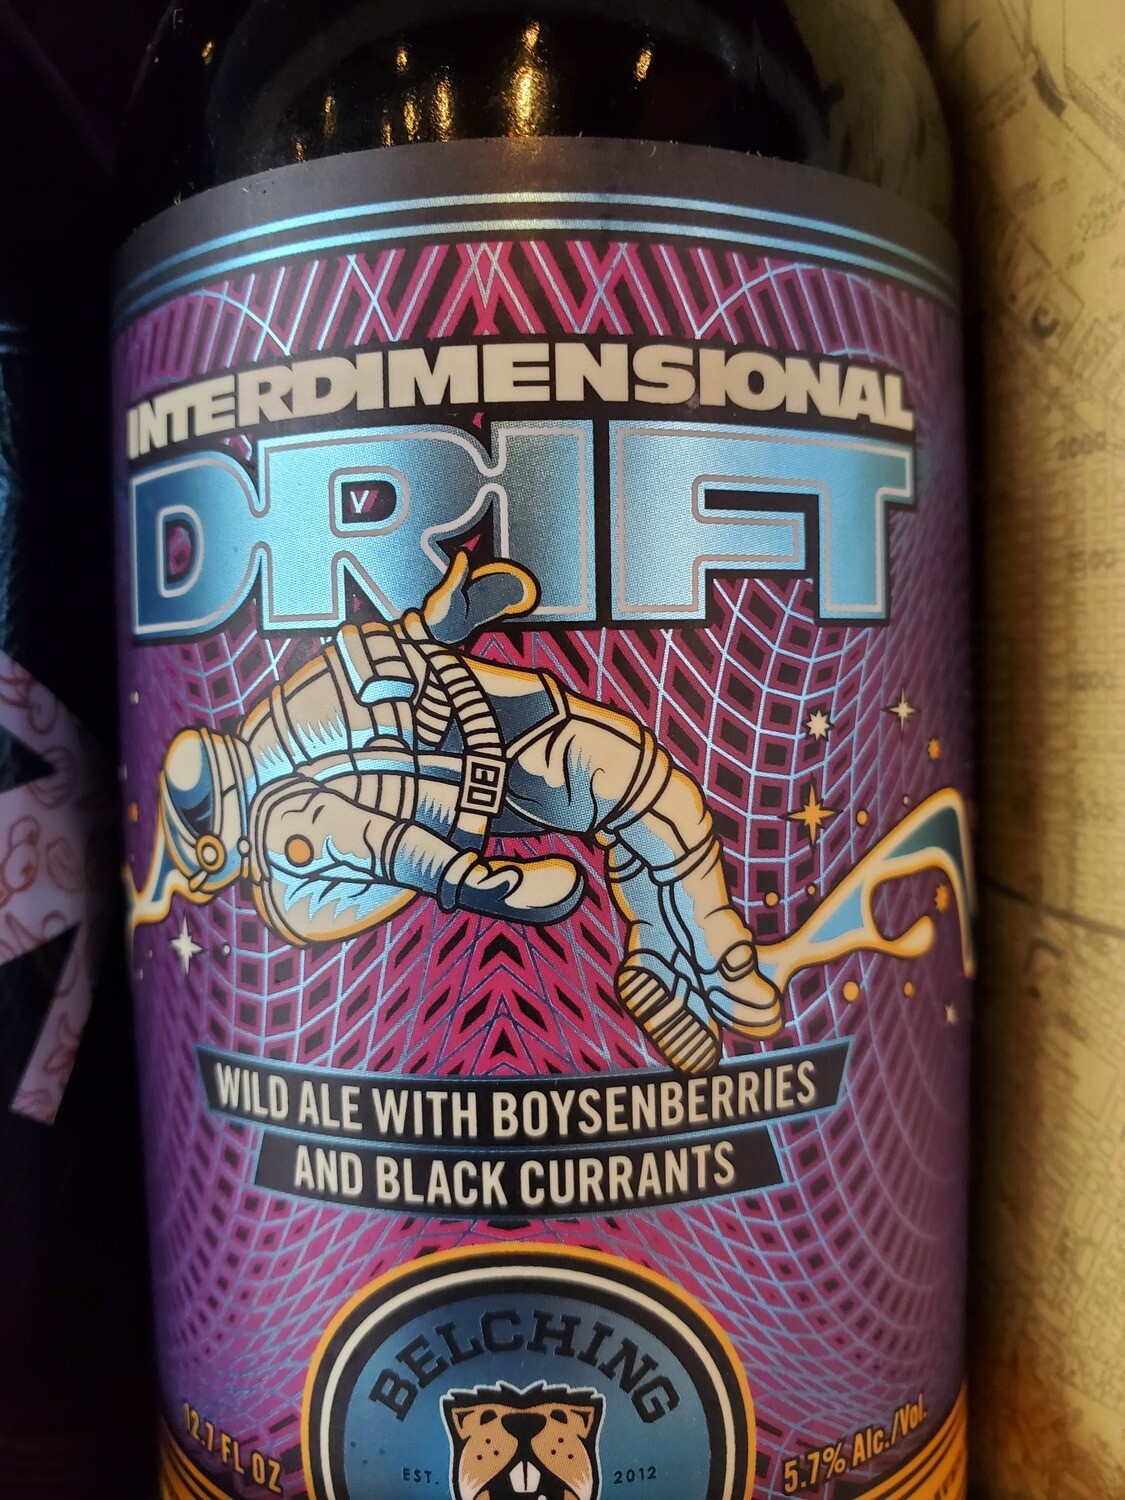 INTERDIMENSIONAL
DRIFT
WILD ALE WITH BOYSENBERRIES
AND BLACK CURRANTS
BELCHING
EST. 2012
12.7 FL OZ
5.7% Alc./Vol.